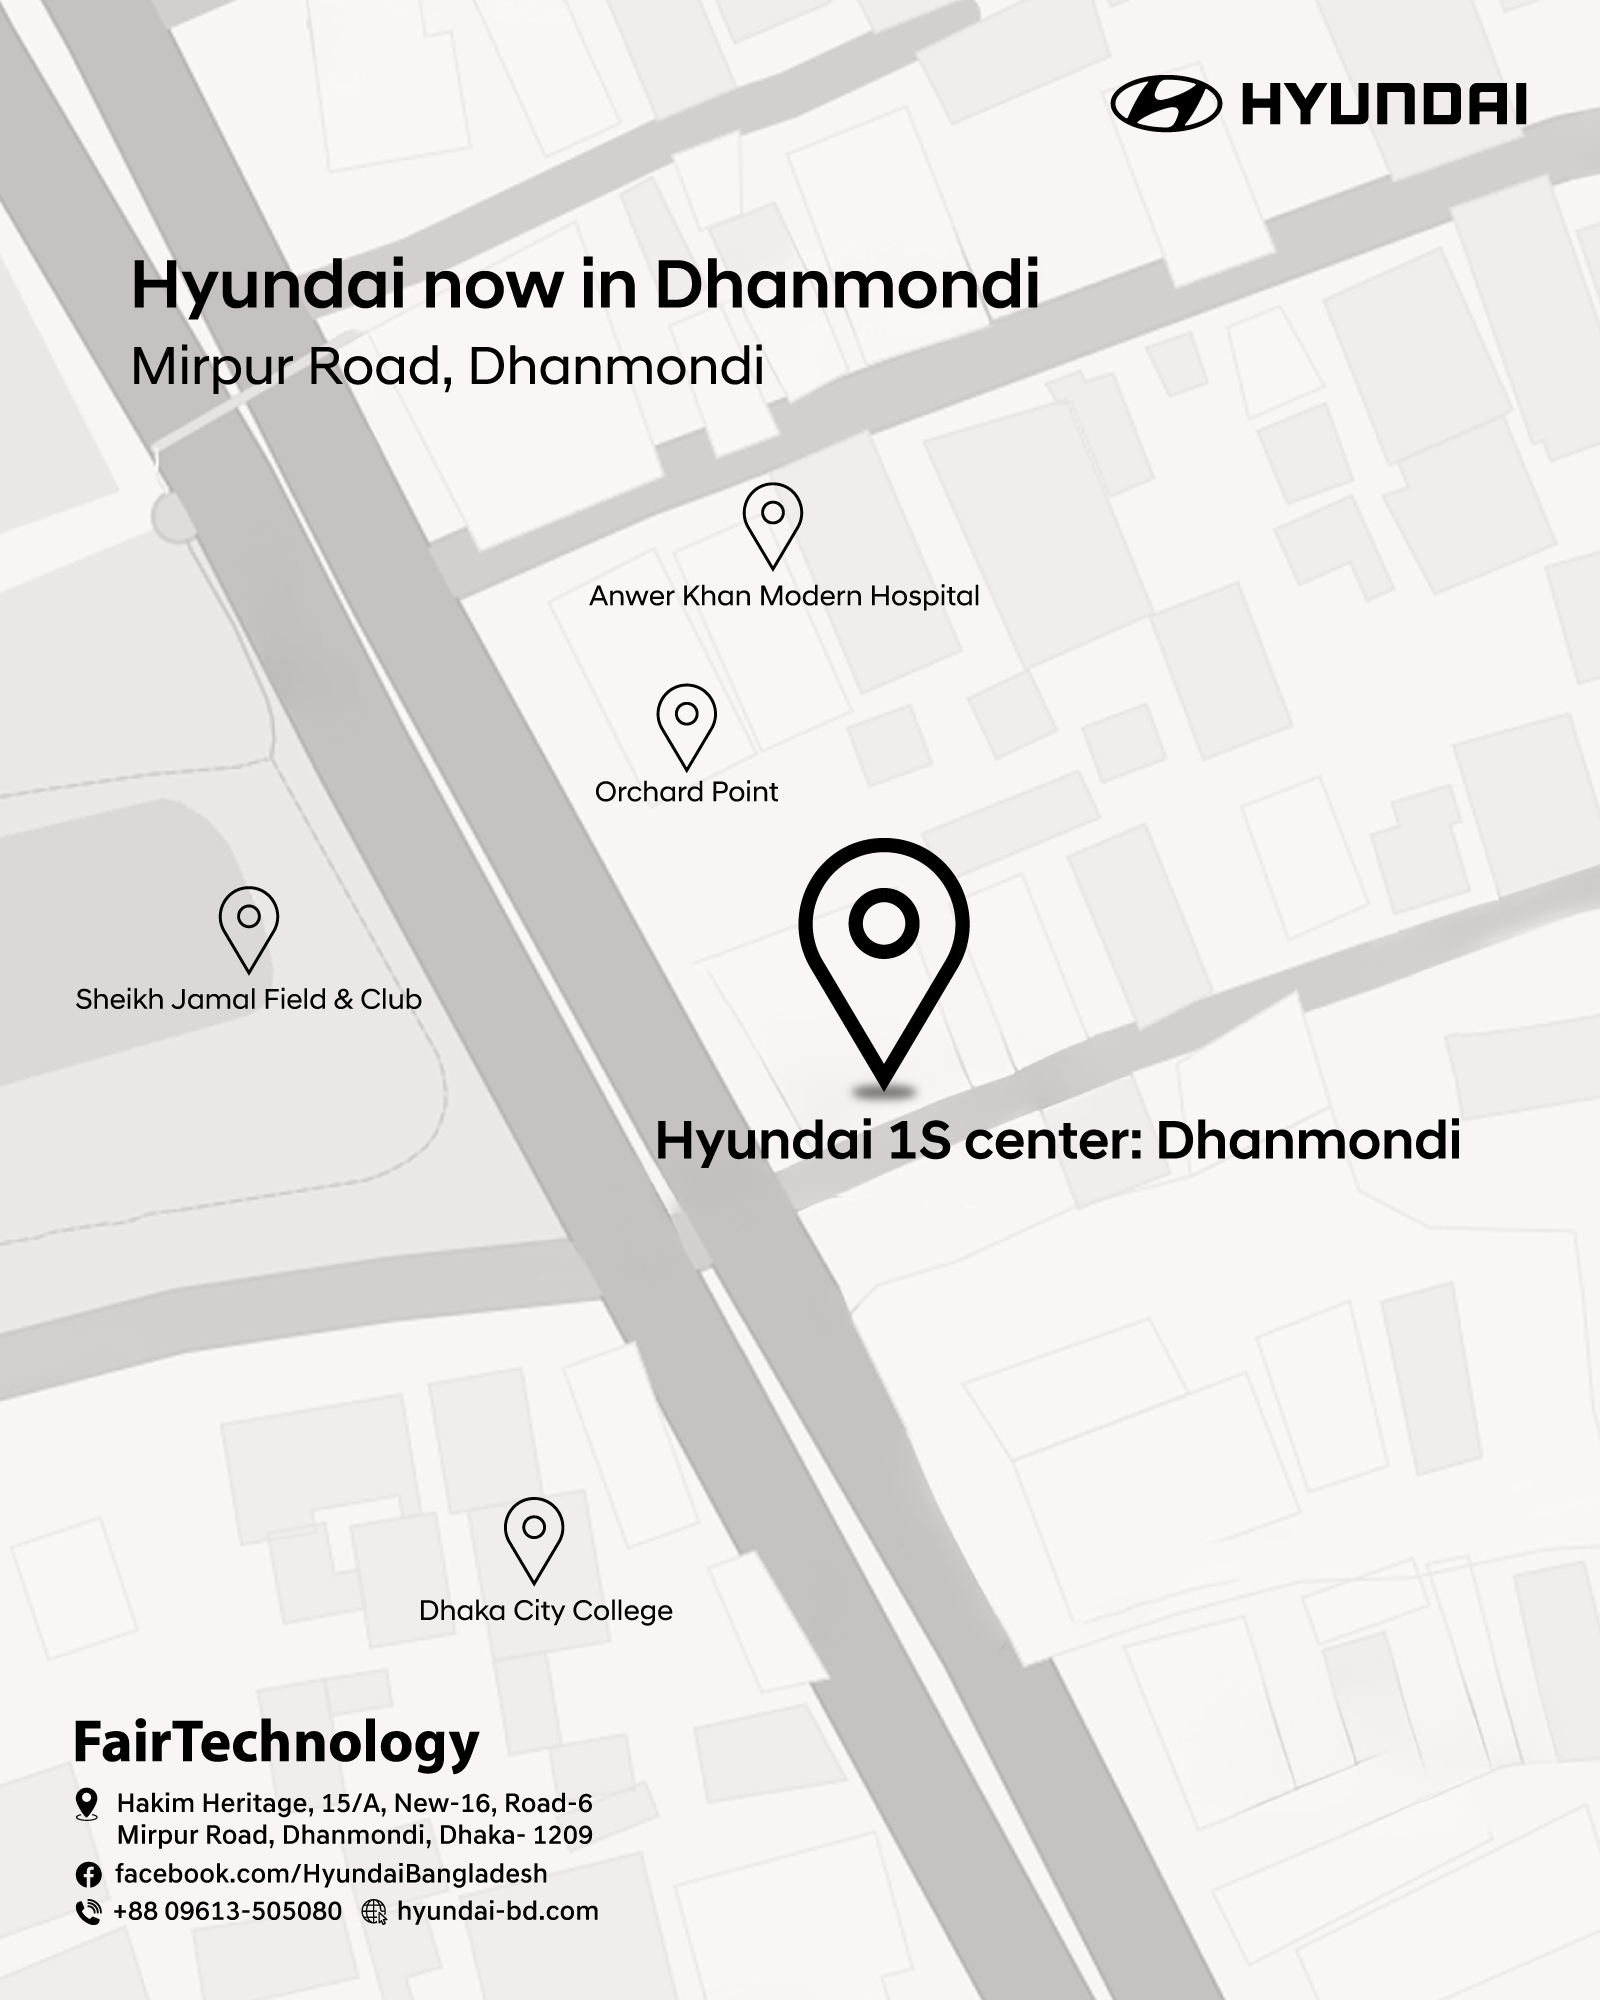 HYUNDAI
Hyundai now in Dhanmondi
Mirpur Road, Dhanmondi
Anwer Khan Modern Hospital
Orchard Point
Sheikh Jamal Field & Club
Hyundai 1S center: Dhanmondi
Dhaka City College
FairTechnology
Hakim Heritage, 15/A, New-16, Road-6
Mirpur Road, Dhanmondi, Dhaka- 1209
facebook.com/HyundaiBangladesh
+88 09613-505080 hyundai-bd.com